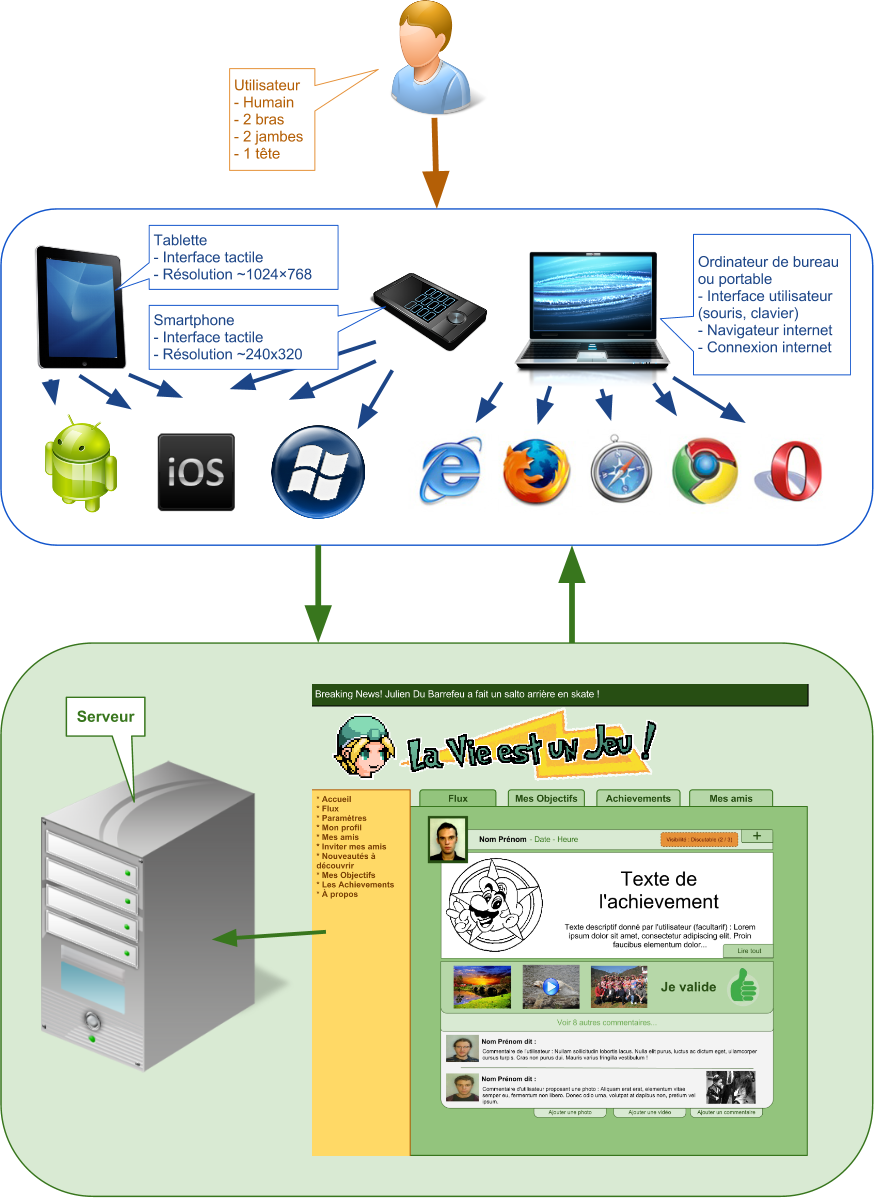 Utilisateur
- Humain
- 2 bras
- 2 jambes
- 1 tête
Tablette
- Interface tactile
- Résolution ~1024×768
Smartphone
- Interface tactile
- Résolution ~240x320
Ordinateur de bureau
ou portable
- Interface utilisateur
(souris, clavier)
- Navigateur internet
- Connexion internet
iOS
Serveur
Breaking News! Julien Du Barrefeu a fait un salto arrière en skate !
La Vie est un Jeu !
* Accueil
* Flux
* Paramètres
* Mon profil
* Mes amis
* Inviter mes amis
* Nouveautés à
découvrir
* Mes Objectifs
* Les Achievements
* À propos
Flux
Mes Objectifs
Achievements
Mes amis
Nom Prénom - Date - Heure
Visibilité : Discutable (2 / 3)
+
Texte de
l'achievement
Texte descriptif donné par l'utilisateur (facultarif) : Lorem
ipsum dolor sit amet, consectetur adipiscing elit. Proin
faucibus elementum dolor...
Lire tout
Je valide
Voir 8 autres commentaires...
Nom Prénom dit :
Commentaire de l'utilisateur : Nullam sollicitudin lobortis lacus. Nulla elit purus, luctus ac dictum eget, ullamcorper
cursus turpis. Cras non purus dui. Mauris varius fringilla vestibulum !
Nom Prénom dit :
Commentaire d'utilisateur proposant une photo : Aliquam erat erat, elementum vitae
semper eu, fermentum non libero. Donec odio urna, volutpat at dapibus non, pretium vel
ipsum.
Ajouter une photo
Ajouter une vidéo
Ajouter un commentaire